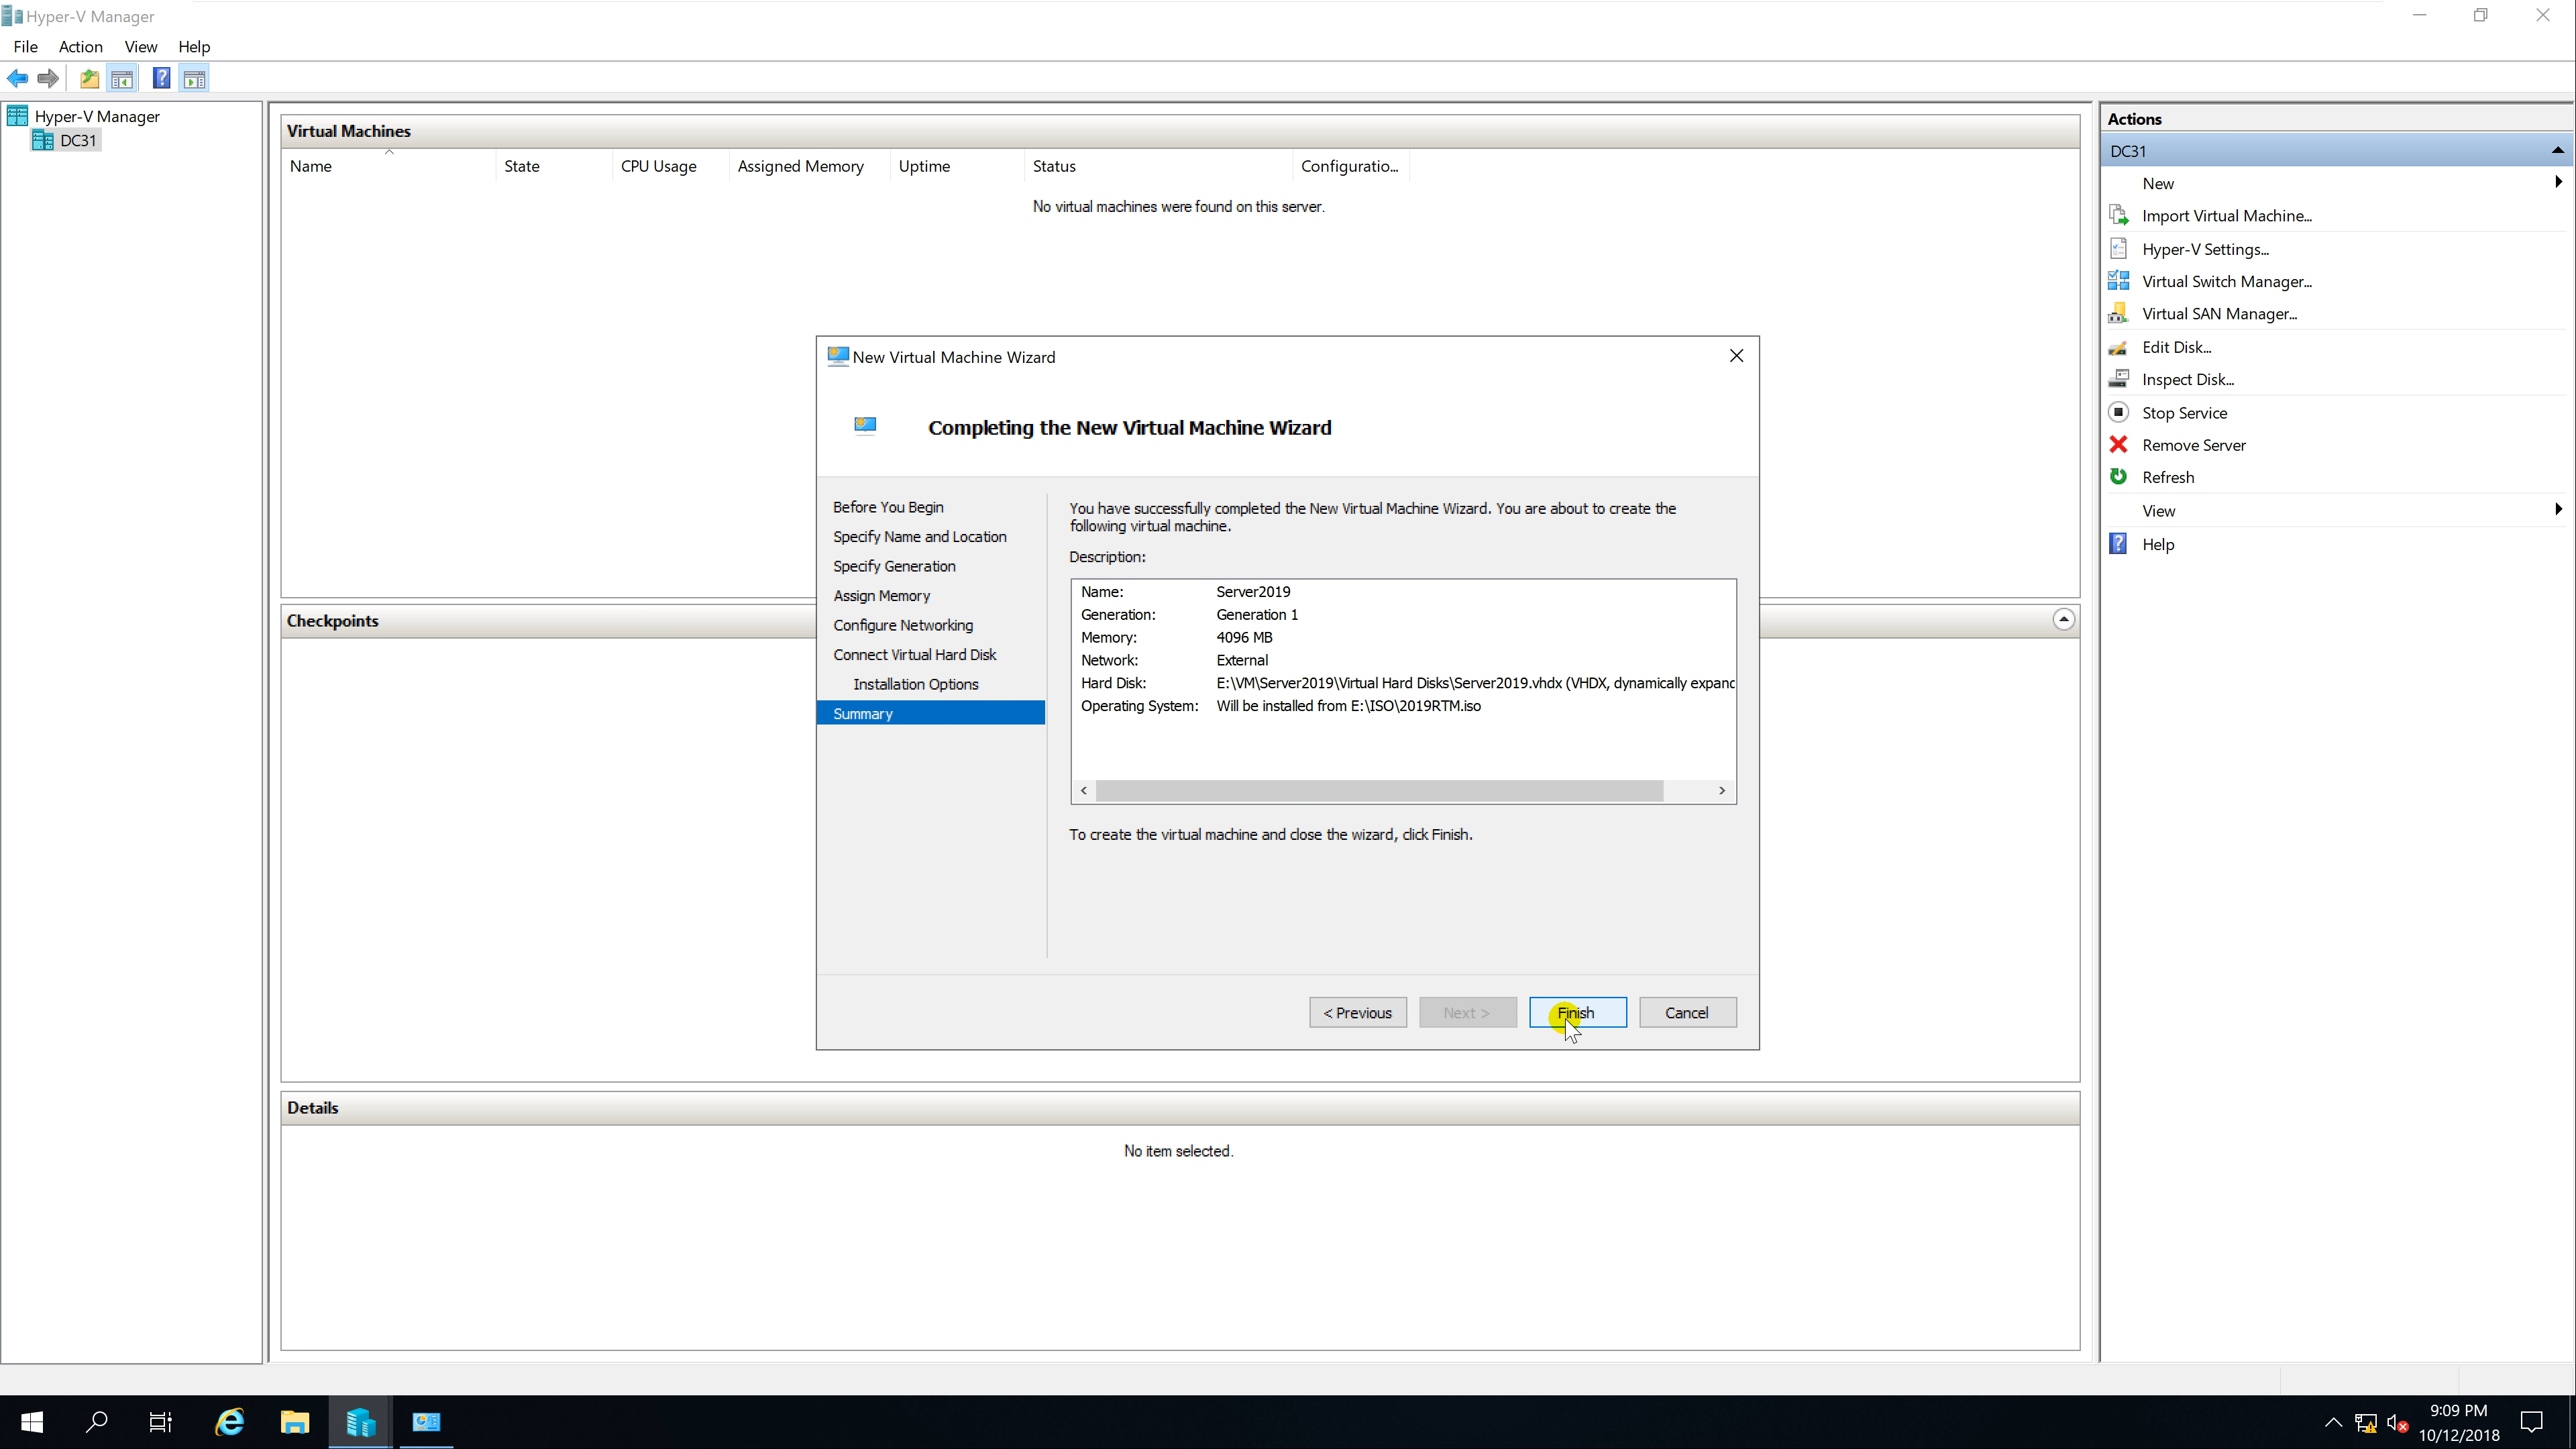 Hyper-V Manager
File Action View Help
Hyper-V Manager
DC31
Virtual Machines
Name State CPU Usage Assigned Memory Uptime Status Configuratio...
No virtual machines were found on this server.
New Virtual Machine Wizard
Completing the New Virtual Machine Wizard
Before You Begin
Specify Name and Location
Specify Generation
Assign Memory
Configure Networking
Connect Virtual Hard Disk
Installation Options
Summary
You have successfully completed the New Virtual Machine Wizard. You are about to create the
following virtual machine.
Description:
Name: Server2019
Generation: Generation 1
Memory: 4096 MB
Network: External
Hard Disk: E:\VM\Server2019\Virtual Hard Disks\Server2019.vhdx (VHDX, dynamically expanc
Operating System: Will be installed from E:\ISO\2019RTM.iso
To create the virtual machine and close the wizard, click Finish.
< Previous Next > Finish Cancel
Checkpoints
Details
No item selected.
Actions
DC31
New
Import Virtual Machine...
Hyper-V Settings...
Virtual Switch Manager...
Virtual SAN Manager...
Edit Disk...
Inspect Disk...
Stop Service
Remove Server
Refresh
View
Help
9:09 PM
10/12/2018